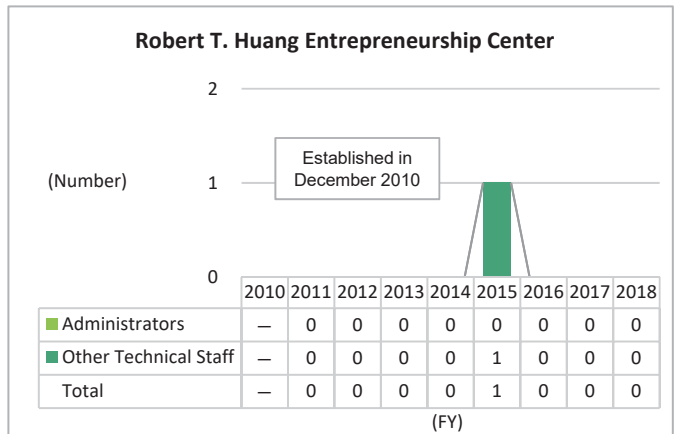 Robert T. Huang Entrepreneurship Center
2
Established in
December 2010
(Number)
1
0
2010 2011 2012 2013 2014 2015 2016 2017 2018
Administrators — 0 0 0 0 0 0 0 0
Other Technical Staff — 0 0 0 0 1 0 0 0
Total — 0 0 0 0 1 0 0 0
(FY)